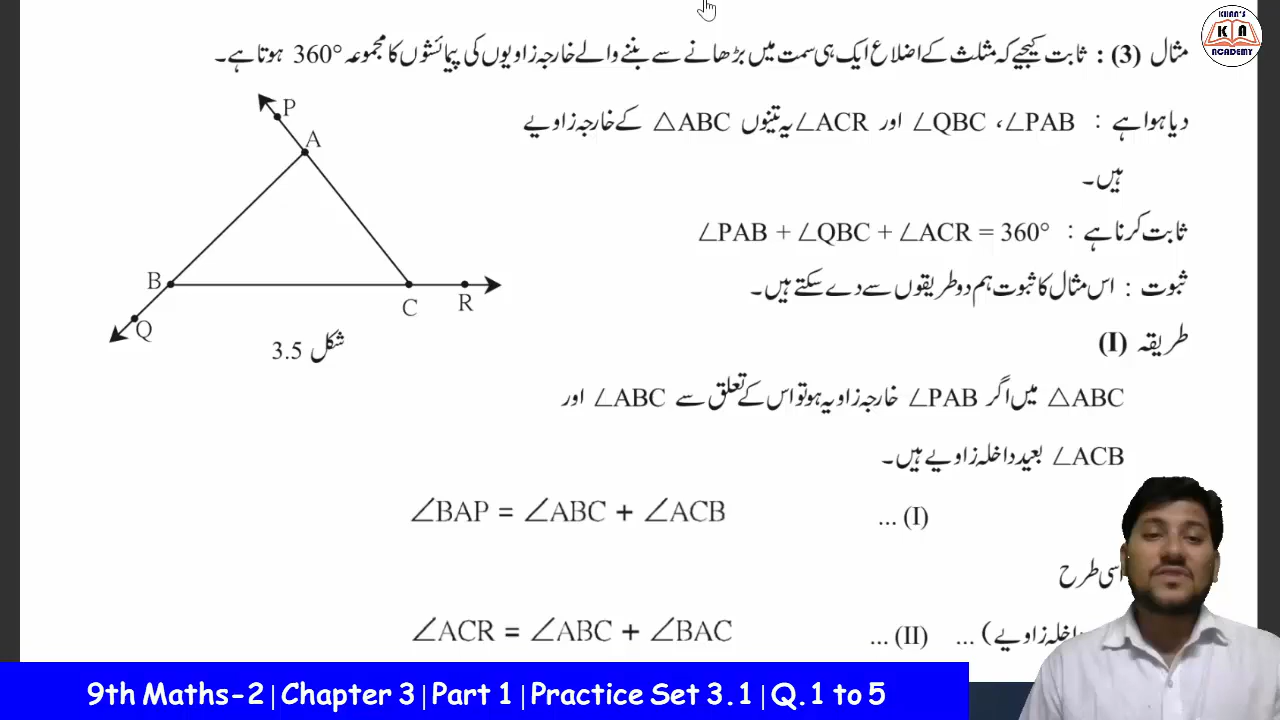 KHAN'S
K A
ACADEMY
مثال (3) : ثابت کیجیے کہ مثلث کے اضلاع ایک ہی سمت میں بڑھانے سے بننے والے خارجہ زاویوں کی پیمائشوں کا مجموعہ 360° ہوتا ہے۔
دیا ہوا ہے : ∠PAB، ∠QBC اور ∠ACR یہ تینوں △ABC کے خارجہ زاویے
ہیں۔
ثابت کرنا ہے : ∠PAB + ∠QBC + ∠ACR = 360°
ثبوت : اس مثال کا ثبوت ہم دو طریقوں سے دے سکتے ہیں۔
طریقہ (I)
P
A
B
Q
C
R
شکل 3.5
△ABC میں اگر ∠PAB خارجہ زاویہ ہو تو اس کے تعلق سے ∠ABC اور
∠ACB بعید داخلہ زاویے ہیں۔
∠BAP = ∠ABC + ∠ACB ... (I)
اسی طرح
∠ACR = ∠ABC + ∠BAC ... (II) ... (داخلہ زاویے
9th Maths-2|Chapter 3|Part 1|Practice Set 3.1|Q.1 to 5